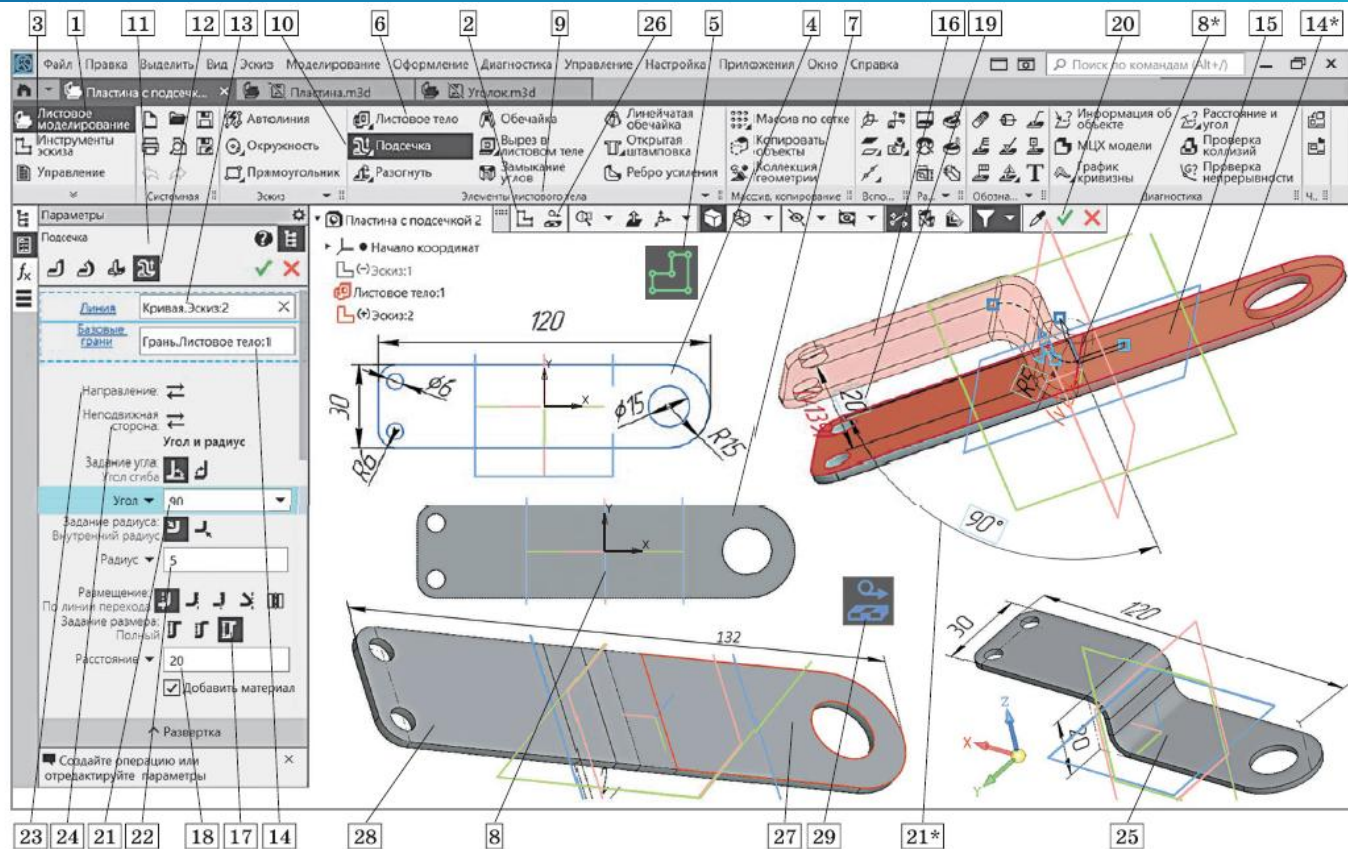 3 1 11 12 13 10 6 2 9 26 4 5 7 16 19 20 8* 15 14*
Файл Правка Выделить Вид Эскиз Моделирование Оформление Диагностика Управление Настройка Приложения Окно Справка Поиск по командам (Alt+/)
Пластина с подсечк... Пластина.m3d Уголок.m3d
Листовое моделирование
Инструменты эскиза
Управление
Системная
Автолиния
Окружность
Прямоугольник
Эскиз
Листовое тело
Подсечка
Разогнуть
Обечайка
Вырез в листовом теле
Замыкание углов
Линейчатая обечайка
Открытая штамповка
Ребро усиления
Элементы листового тела
Массив по сетке
Копировать объекты
Коллекция геометрии
Массив, копирование
Вспо...
Ра...
Обозна...
Информация об объекте
МЦХ модели
График кривизны
Расстояние и угол
Проверка коллизий
Проверка непрерывности
Диагностика
Ч...
Параметры
Подсечка
Линия Кривая.Эскиз:2
Базовые грани Грань.Листовое тело:1
Направление:
Неподвижная сторона:
Угол и радиус
Задание угла:
Угол сгиба
Угол 90
Задание радиуса:
Внутренний радиус
Радиус 5
Размещение:
По линии перехода
Задание размера:
Полный
Расстояние 20
Добавить материал
Развертка
Создайте операцию или отредактируйте параметры
Пластина с подсечкой 2
Начало координат
(-)Эскиз:1
Листовое тело:1
(+)Эскиз:2
120
30
φ6
R6
φ15
R15
Y
X
Y
X
132
20
R5
90°
30
120
20
Z
X
Y
23 24 21 22 18 17 14 28 8 27 29 21* 25